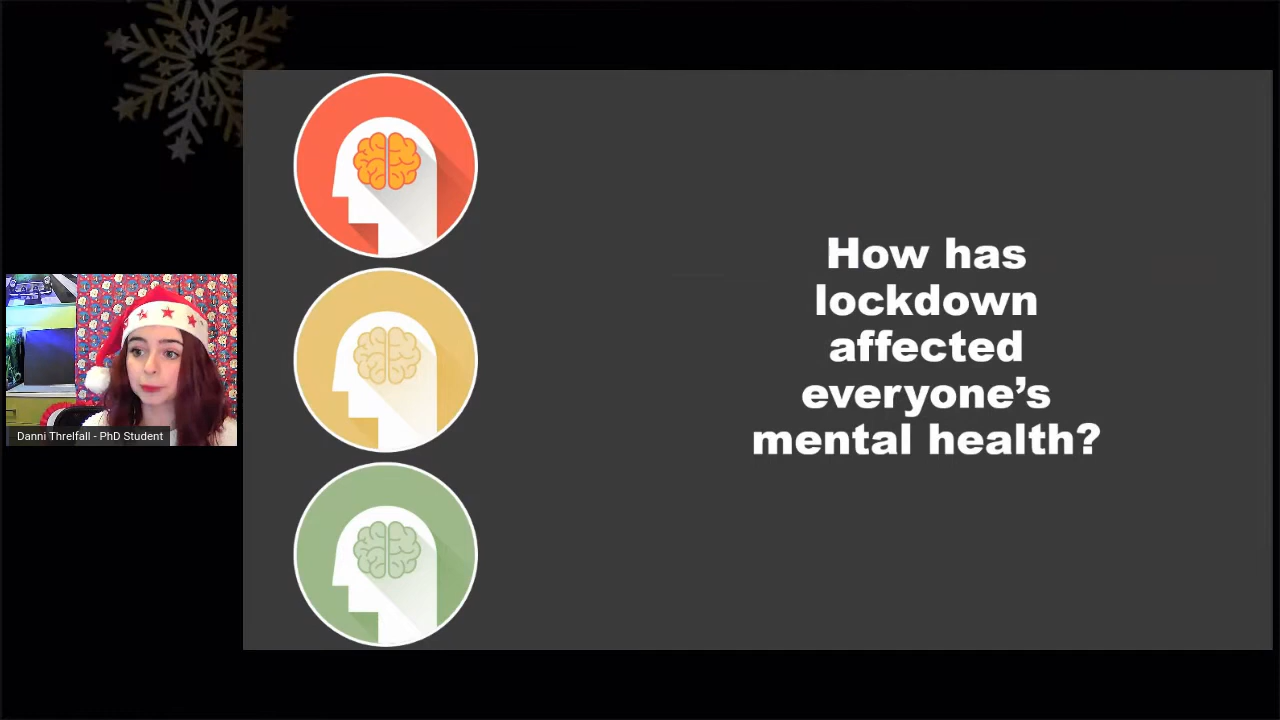 How has
lockdown
affected
everyone’s
mental health?
Danni Threlfall - PhD Student